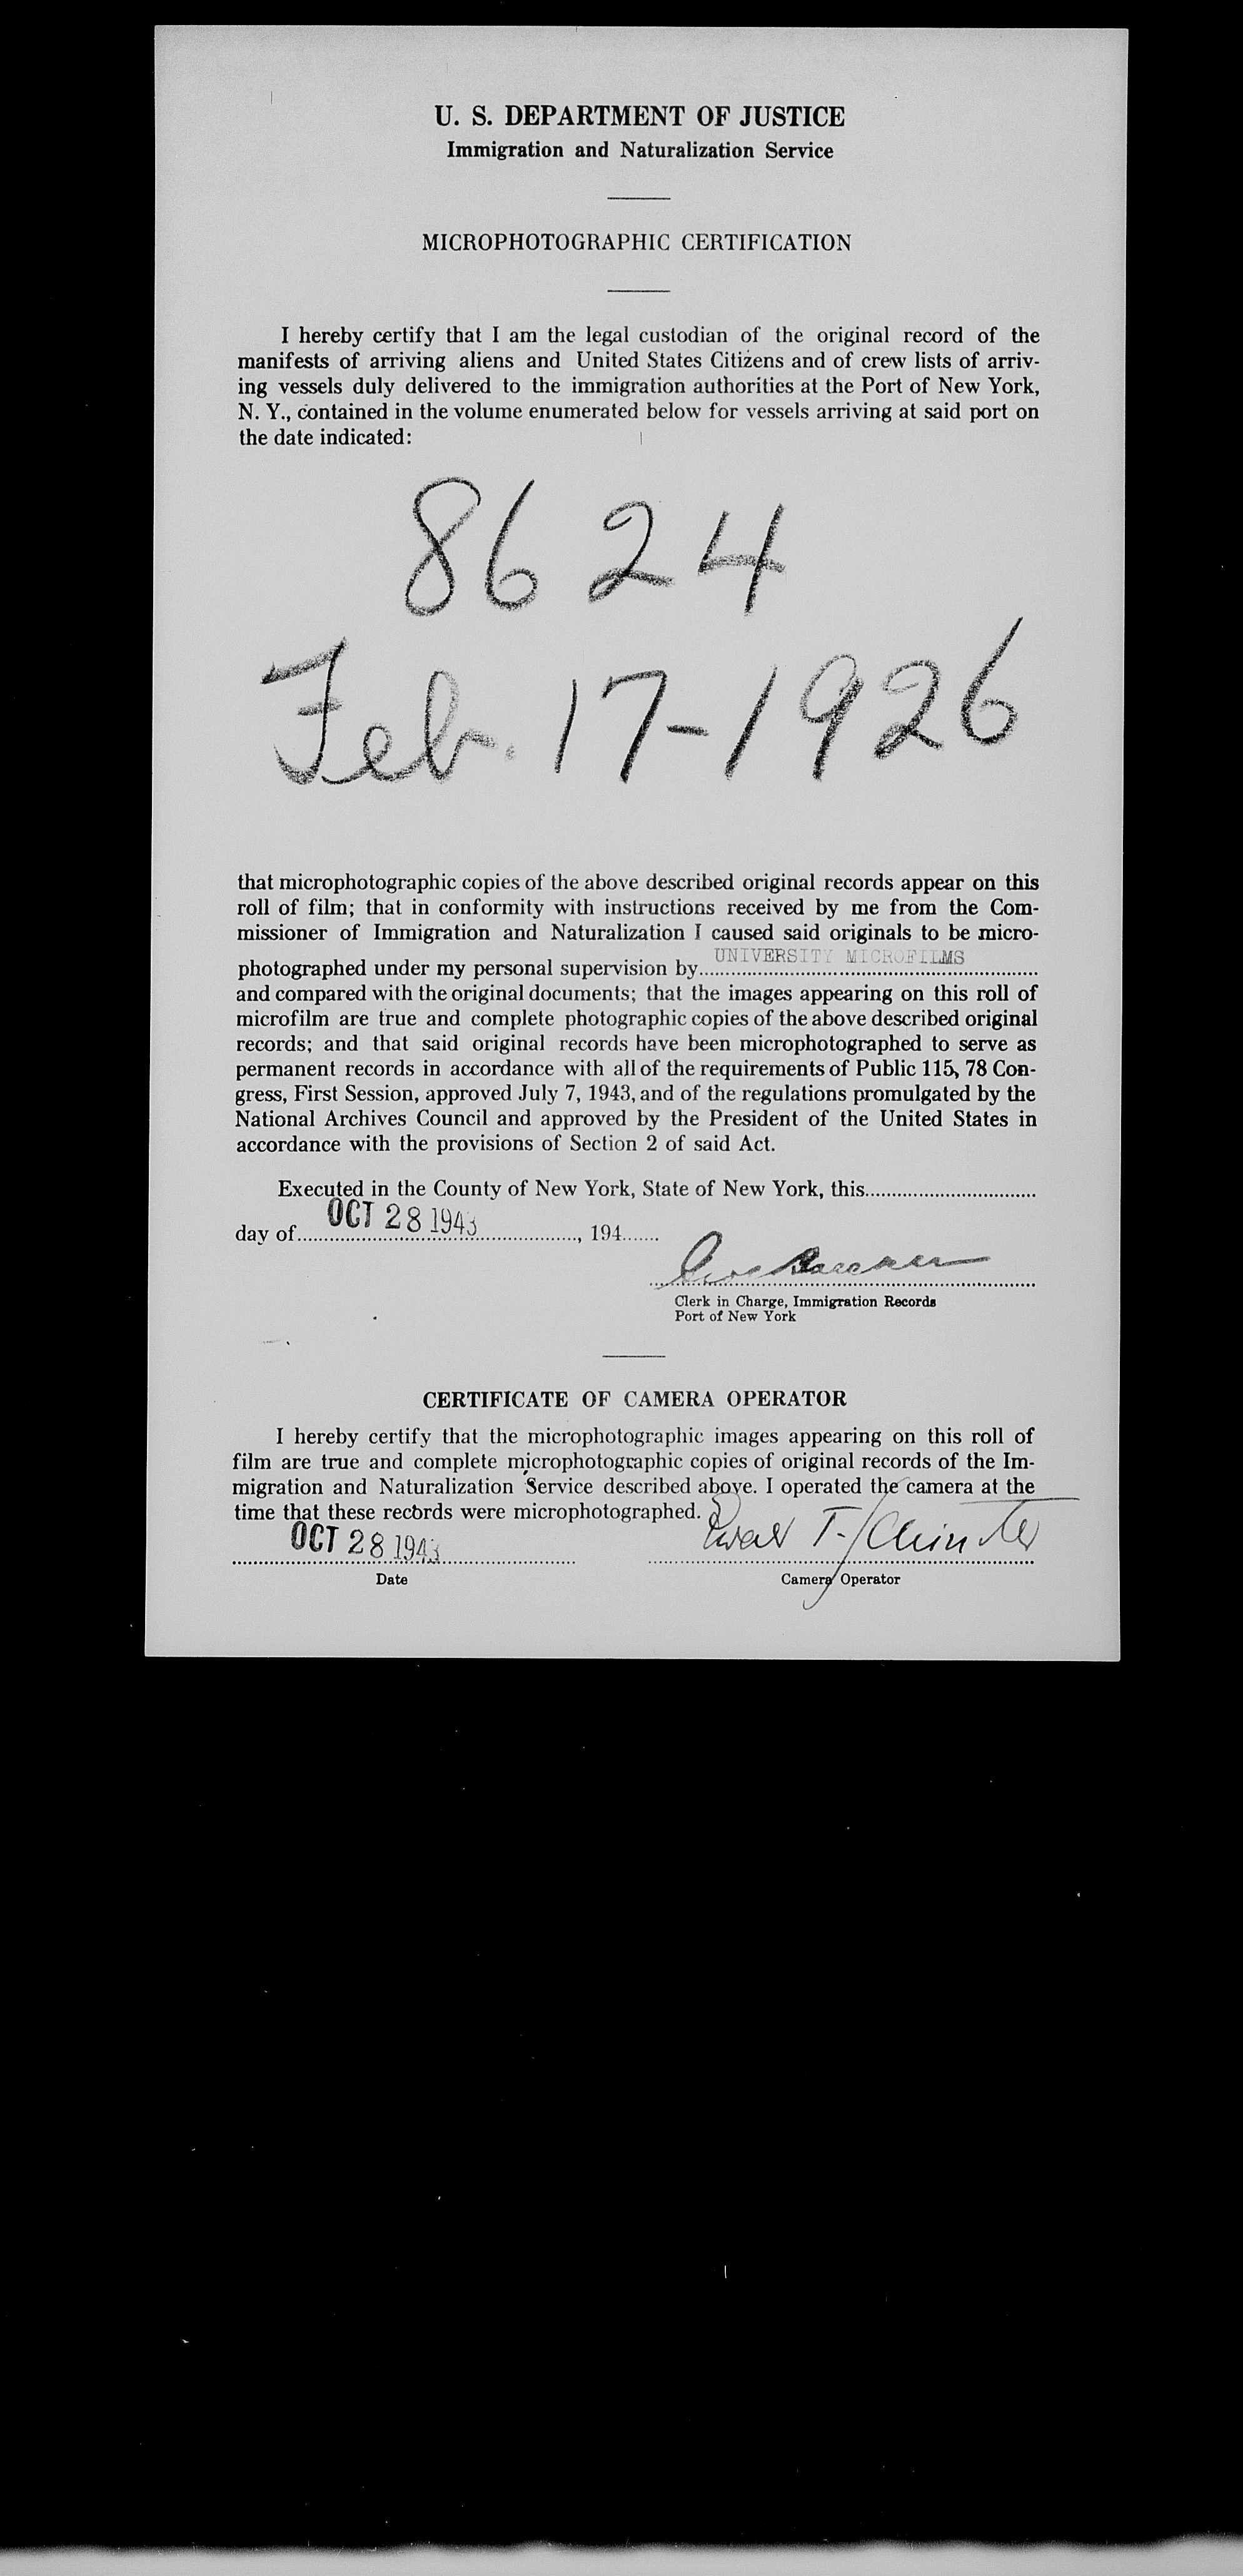 U. S. DEPARTMENT OF JUSTICE
Immigration and Naturalization Service
MICROPHOTOGRAPHIC CERTIFICATION
I hereby certify that I am the legal custodian of the original record of the
manifests of arriving aliens and United States Citizens and of crew lists of arriv-
ing vessels duly delivered to the immigration authorities at the Port of New York,
N. Y., contained in the volume enumerated below for vessels arriving at said port on
the date indicated:
8624
Feb. 17-1926
that microphotographic copies of the above described original records appear on this
roll of film; that in conformity with instructions received by me from the Com-
missioner of Immigration and Naturalization I caused said originals to be micro-
photographed under my personal supervision by UNIVERSITY MICROFILMS
and compared with the original documents; that the images appearing on this roll of
microfilm are true and complete photographic copies of the above described original
records; and that said original records have been microphotographed to serve as
permanent records in accordance with all of the requirements of Public 115, 78 Con-
gress, First Session, approved July 7, 1943, and of the regulations promulgated by the
National Archives Council and approved by the President of the United States in
accordance with the provisions of Section 2 of said Act.
Executed in the County of New York, State of New York, this
day of OCT 28 1943, 194
Clerk in Charge, Immigration Records
Port of New York
CERTIFICATE OF CAMERA OPERATOR
I hereby certify that the microphotographic images appearing on this roll of
film are true and complete microphotographic copies of original records of the Im-
migration and Naturalization Service described above. I operated the camera at the
time that these records were microphotographed.
OCT 28 1943
Date Camera Operator